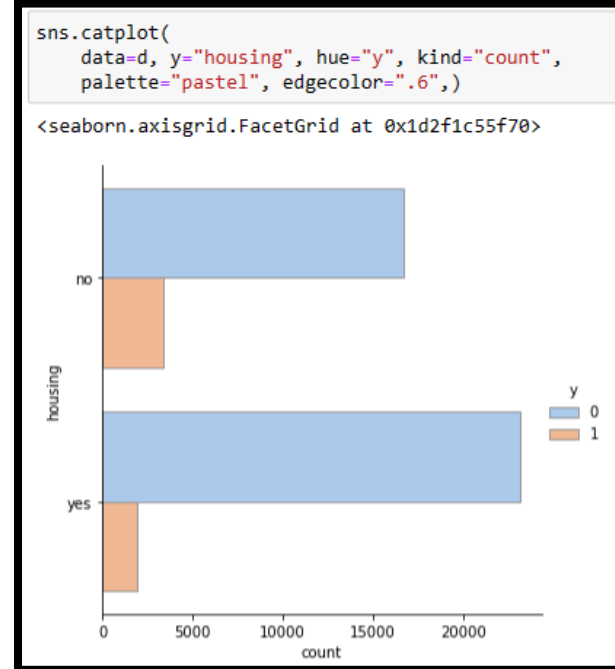 sns.catplot(
    data=d, y="housing", hue="y", kind="count",
    palette="pastel", edgecolor=".6",)
<seaborn.axisgrid.FacetGrid at 0x1d2f1c55f70>
no
yes
housing
0 5000 10000 15000 20000
count
y
0
1